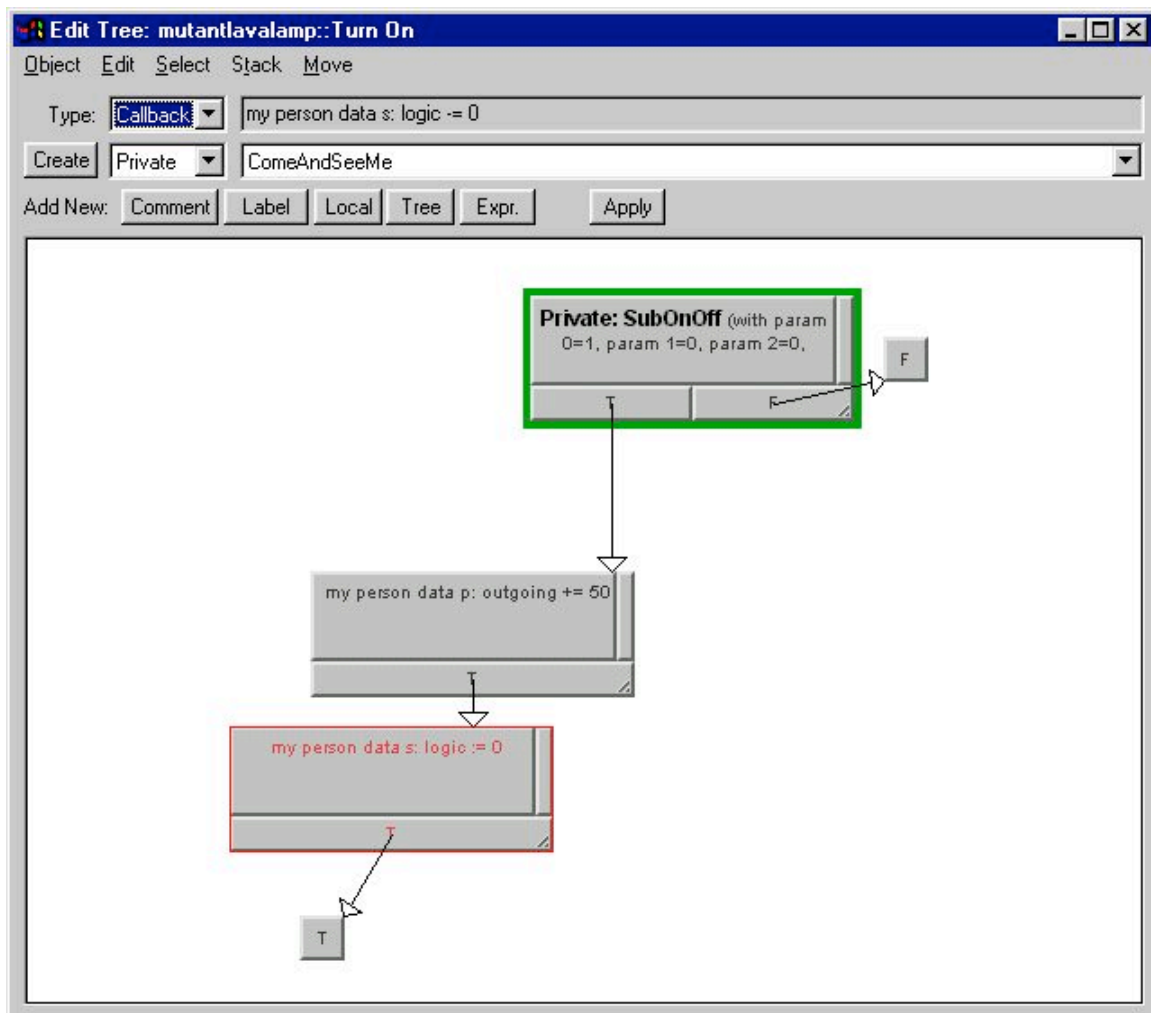 Edit Tree: mutantlavalamp::Turn On
Object Edit Select Stack Move
Type: Callback my person data s: logic -= 0
Create Private ComeAndSeeMe
Add New: Comment Label Local Tree Expr. Apply
Private: SubOnOff (with param
0=1, param 1=0, param 2=0,
F
T F
my person data p: outgoing += 50
T
my person data s: logic := 0
T
T